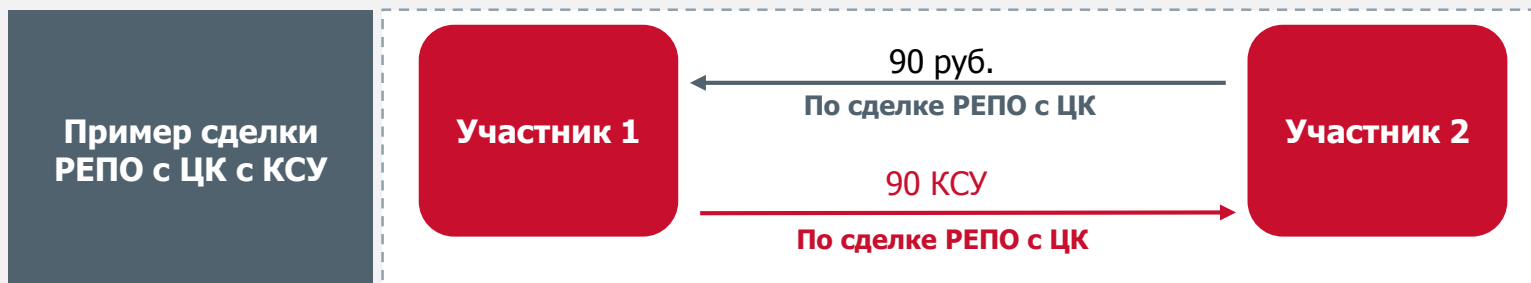 Пример сделки
РЕПО с ЦК с КСУ
Участник 1
90 руб.
По сделке РЕПО с ЦК
90 КСУ
По сделке РЕПО с ЦК
Участник 2